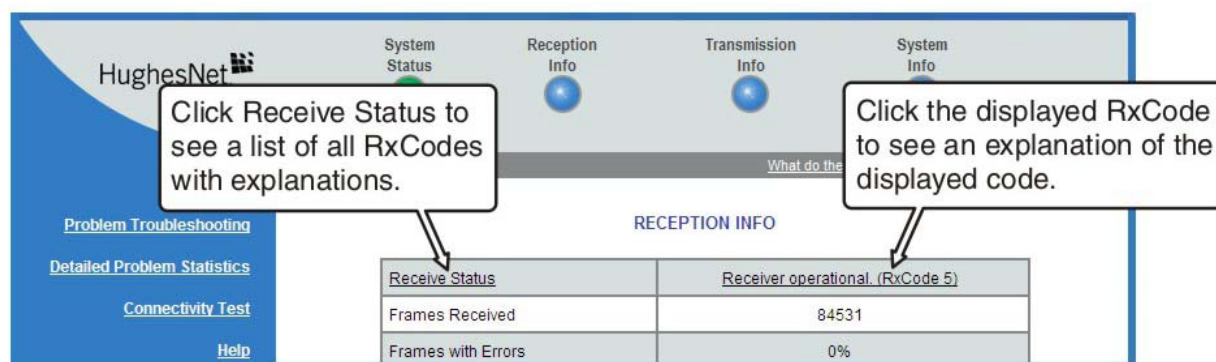 System Status
Reception Info
Transmission Info
System Info
HughesNet
Click Receive Status to
see a list of all RxCodes
with explanations.
Click the displayed RxCode
to see an explanation of the
displayed code.
What do the
Problem Troubleshooting
Detailed Problem Statistics
Connectivity Test
Help
RECEPTION INFO
Receive Status Receiver operational. (RxCode 5)
Frames Received 84531
Frames with Errors 0%